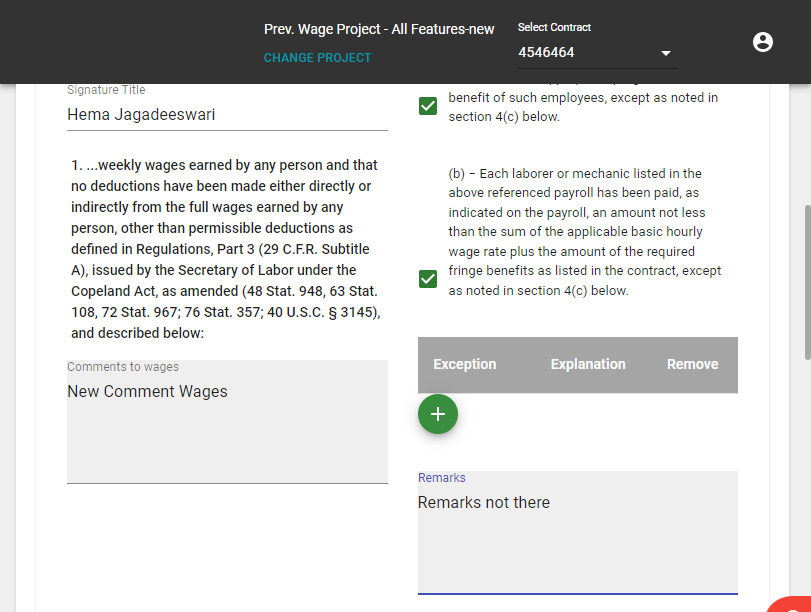 Prev. Wage Project - All Features-new
CHANGE PROJECT
Select Contract
4546464
Signature Title
Hema Jagadeeswari
1. ...weekly wages earned by any person and that
no deductions have been made either directly or
indirectly from the full wages earned by any
person, other than permissible deductions as
defined in Regulations, Part 3 (29 C.F.R. Subtitle
A), issued by the Secretary of Labor under the
Copeland Act, as amended (48 Stat. 948, 63 Stat.
108, 72 Stat. 967; 76 Stat. 357; 40 U.S.C. § 3145),
and described below:
Comments to wages
New Comment Wages
benefit of such employees, except as noted in
section 4(c) below.
(b) – Each laborer or mechanic listed in the
above referenced payroll has been paid, as
indicated on the payroll, an amount not less
than the sum of the applicable basic hourly
wage rate plus the amount of the required
fringe benefits as listed in the contract, except
as noted in section 4(c) below.
Exception Explanation Remove
Remarks
Remarks not there